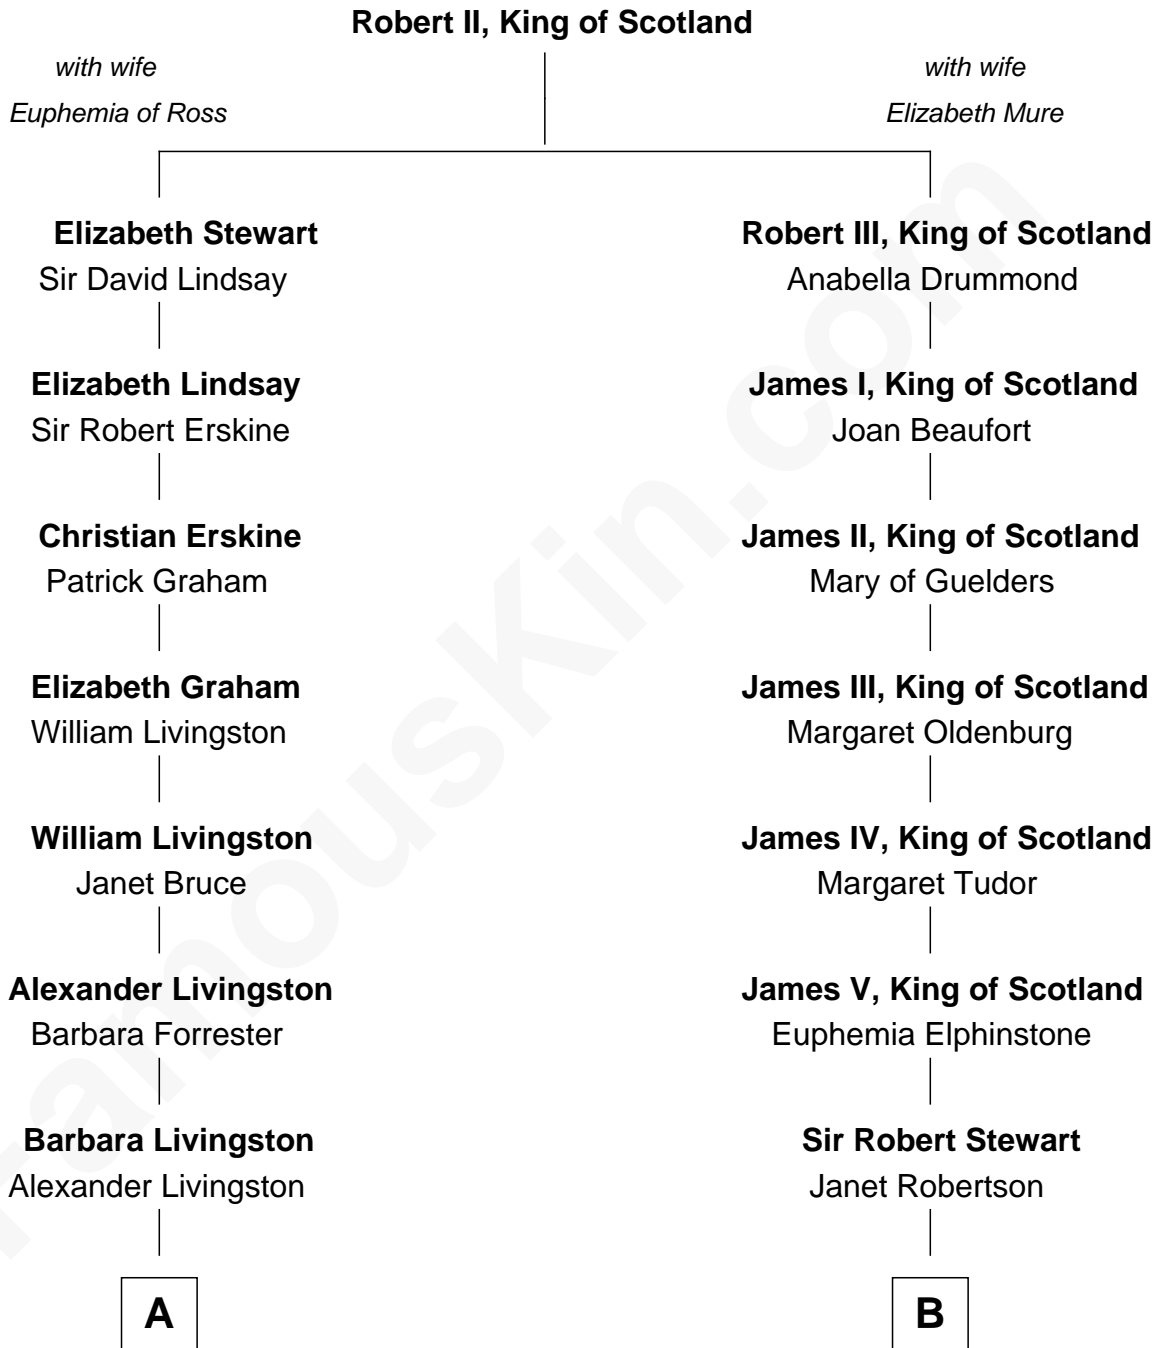 Robert II, King of Scotland
with wife
Euphemia of Ross
with wife
Elizabeth Mure
Elizabeth Stewart
Sir David Lindsay
Robert III, King of Scotland
Anabella Drummond
Elizabeth Lindsay
Sir Robert Erskine
James I, King of Scotland
Joan Beaufort
Christian Erskine
Patrick Graham
James II, King of Scotland
Mary of Guelders
Elizabeth Graham
William Livingston
James III, King of Scotland
Margaret Oldenburg
William Livingston
Janet Bruce
James IV, King of Scotland
Margaret Tudor
Alexander Livingston
Barbara Forrester
James V, King of Scotland
Euphemia Elphinstone
Barbara Livingston
Alexander Livingston
Sir Robert Stewart
Janet Robertson
A
B
FamousKin.com